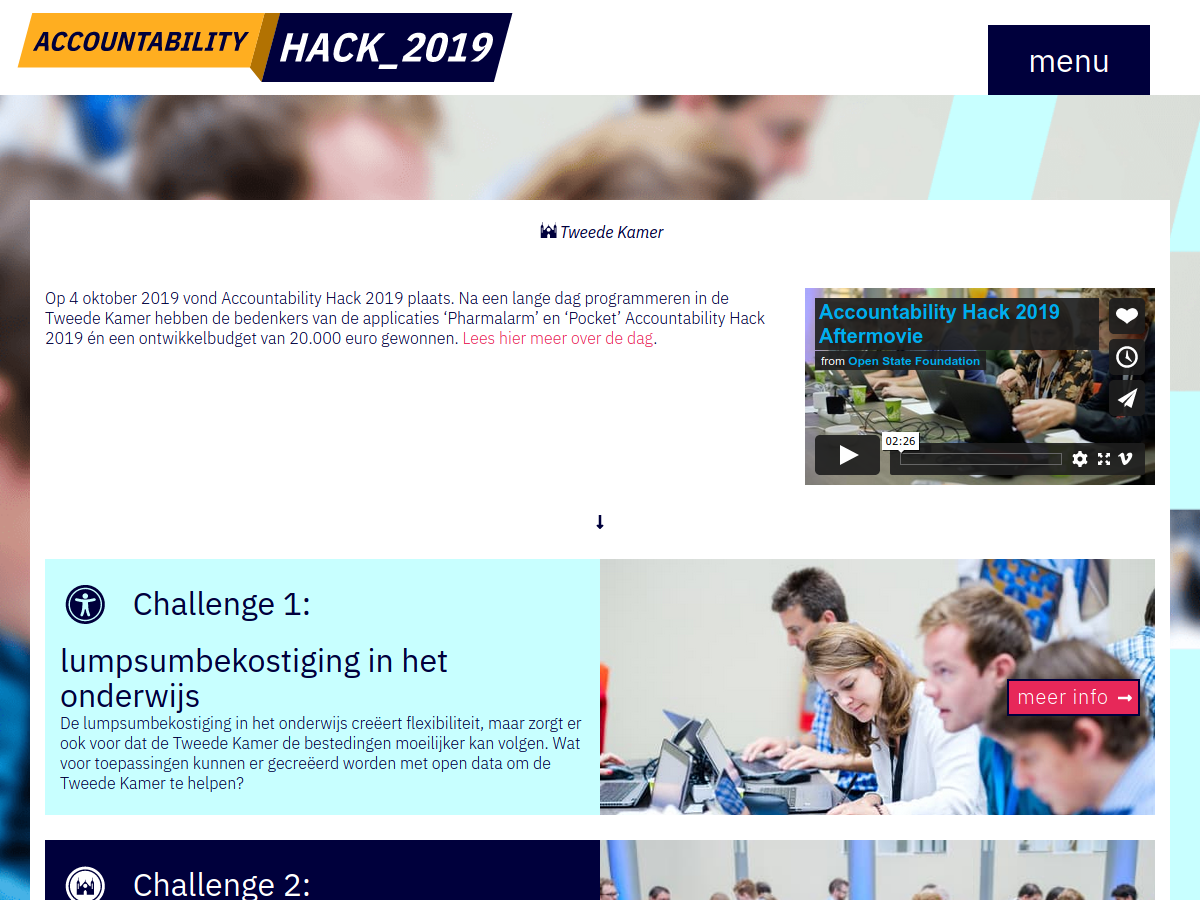 ACCOUNTABILITY HACK_2019
menu
Tweede Kamer
Op 4 oktober 2019 vond Accountability Hack 2019 plaats. Na een lange dag programmeren in de
Tweede Kamer hebben de bedenkers van de applicaties ‘Pharmalarm’ en ‘Pocket’ Accountability Hack
2019 én een ontwikkelbudget van 20.000 euro gewonnen. Lees hier meer over de dag.
Accountability Hack 2019
Aftermovie
from Open State Foundation
02:26
Challenge 1:
lumpsumbekostiging in het
onderwijs
De lumpsumbekostiging in het onderwijs creëert flexibiliteit, maar zorgt er
ook voor dat de Tweede Kamer de bestedingen moeilijker kan volgen. Wat
voor toepassingen kunnen er gecreëerd worden met open data om de
Tweede Kamer te helpen?
meer info →
Challenge 2: